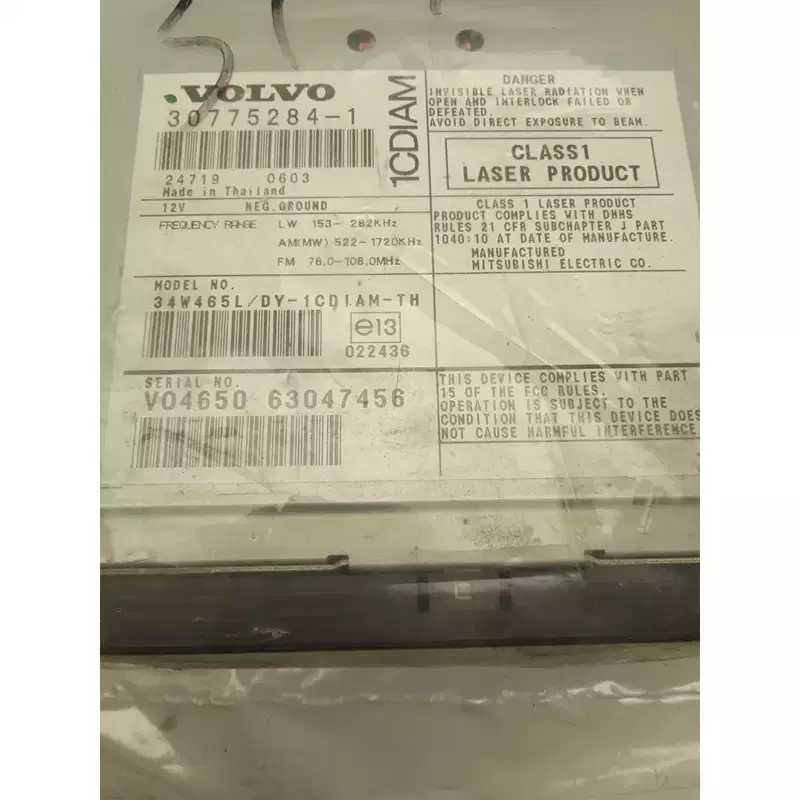 VOLVO
30775284-1
24719 0603
Made in Thailand
12V NEG.GROUND
FREQUENCY RANGE LW 153- 282KHz
AM(MW) 522-1720KHz
FM 76.0-108.0MHz
1CDIAM
MODEL NO.
34W465L/DY-1CDIAM-TH
e13
022436
SERIAL NO.
V04650 63047456
DANGER
INVISIBLE LASER RADIATION WHEN
OPEN AND INTERLOCK FAILED OR
DEFEATED.
AVOID DIRECT EXPOSURE TO BEAM.
CLASS1
LASER PRODUCT
CLASS 1 LASER PRODUCT
PRODUCT COMPLIES WITH DHHS
RULES 21 CFR SUBCHAPTER J PART
1040:10 AT DATE OF MANUFACTURE.
MANUFACTURED
MITSUBISHI ELECTRIC CO.
THIS DEVICE COMPLIES WITH PART
15 OF THE FCC RULES.
OPERATION IS SUBJECT TO THE
CONDITION THAT THIS DEVICE DOES
NOT CAUSE HARMFUL INTERFERENCE